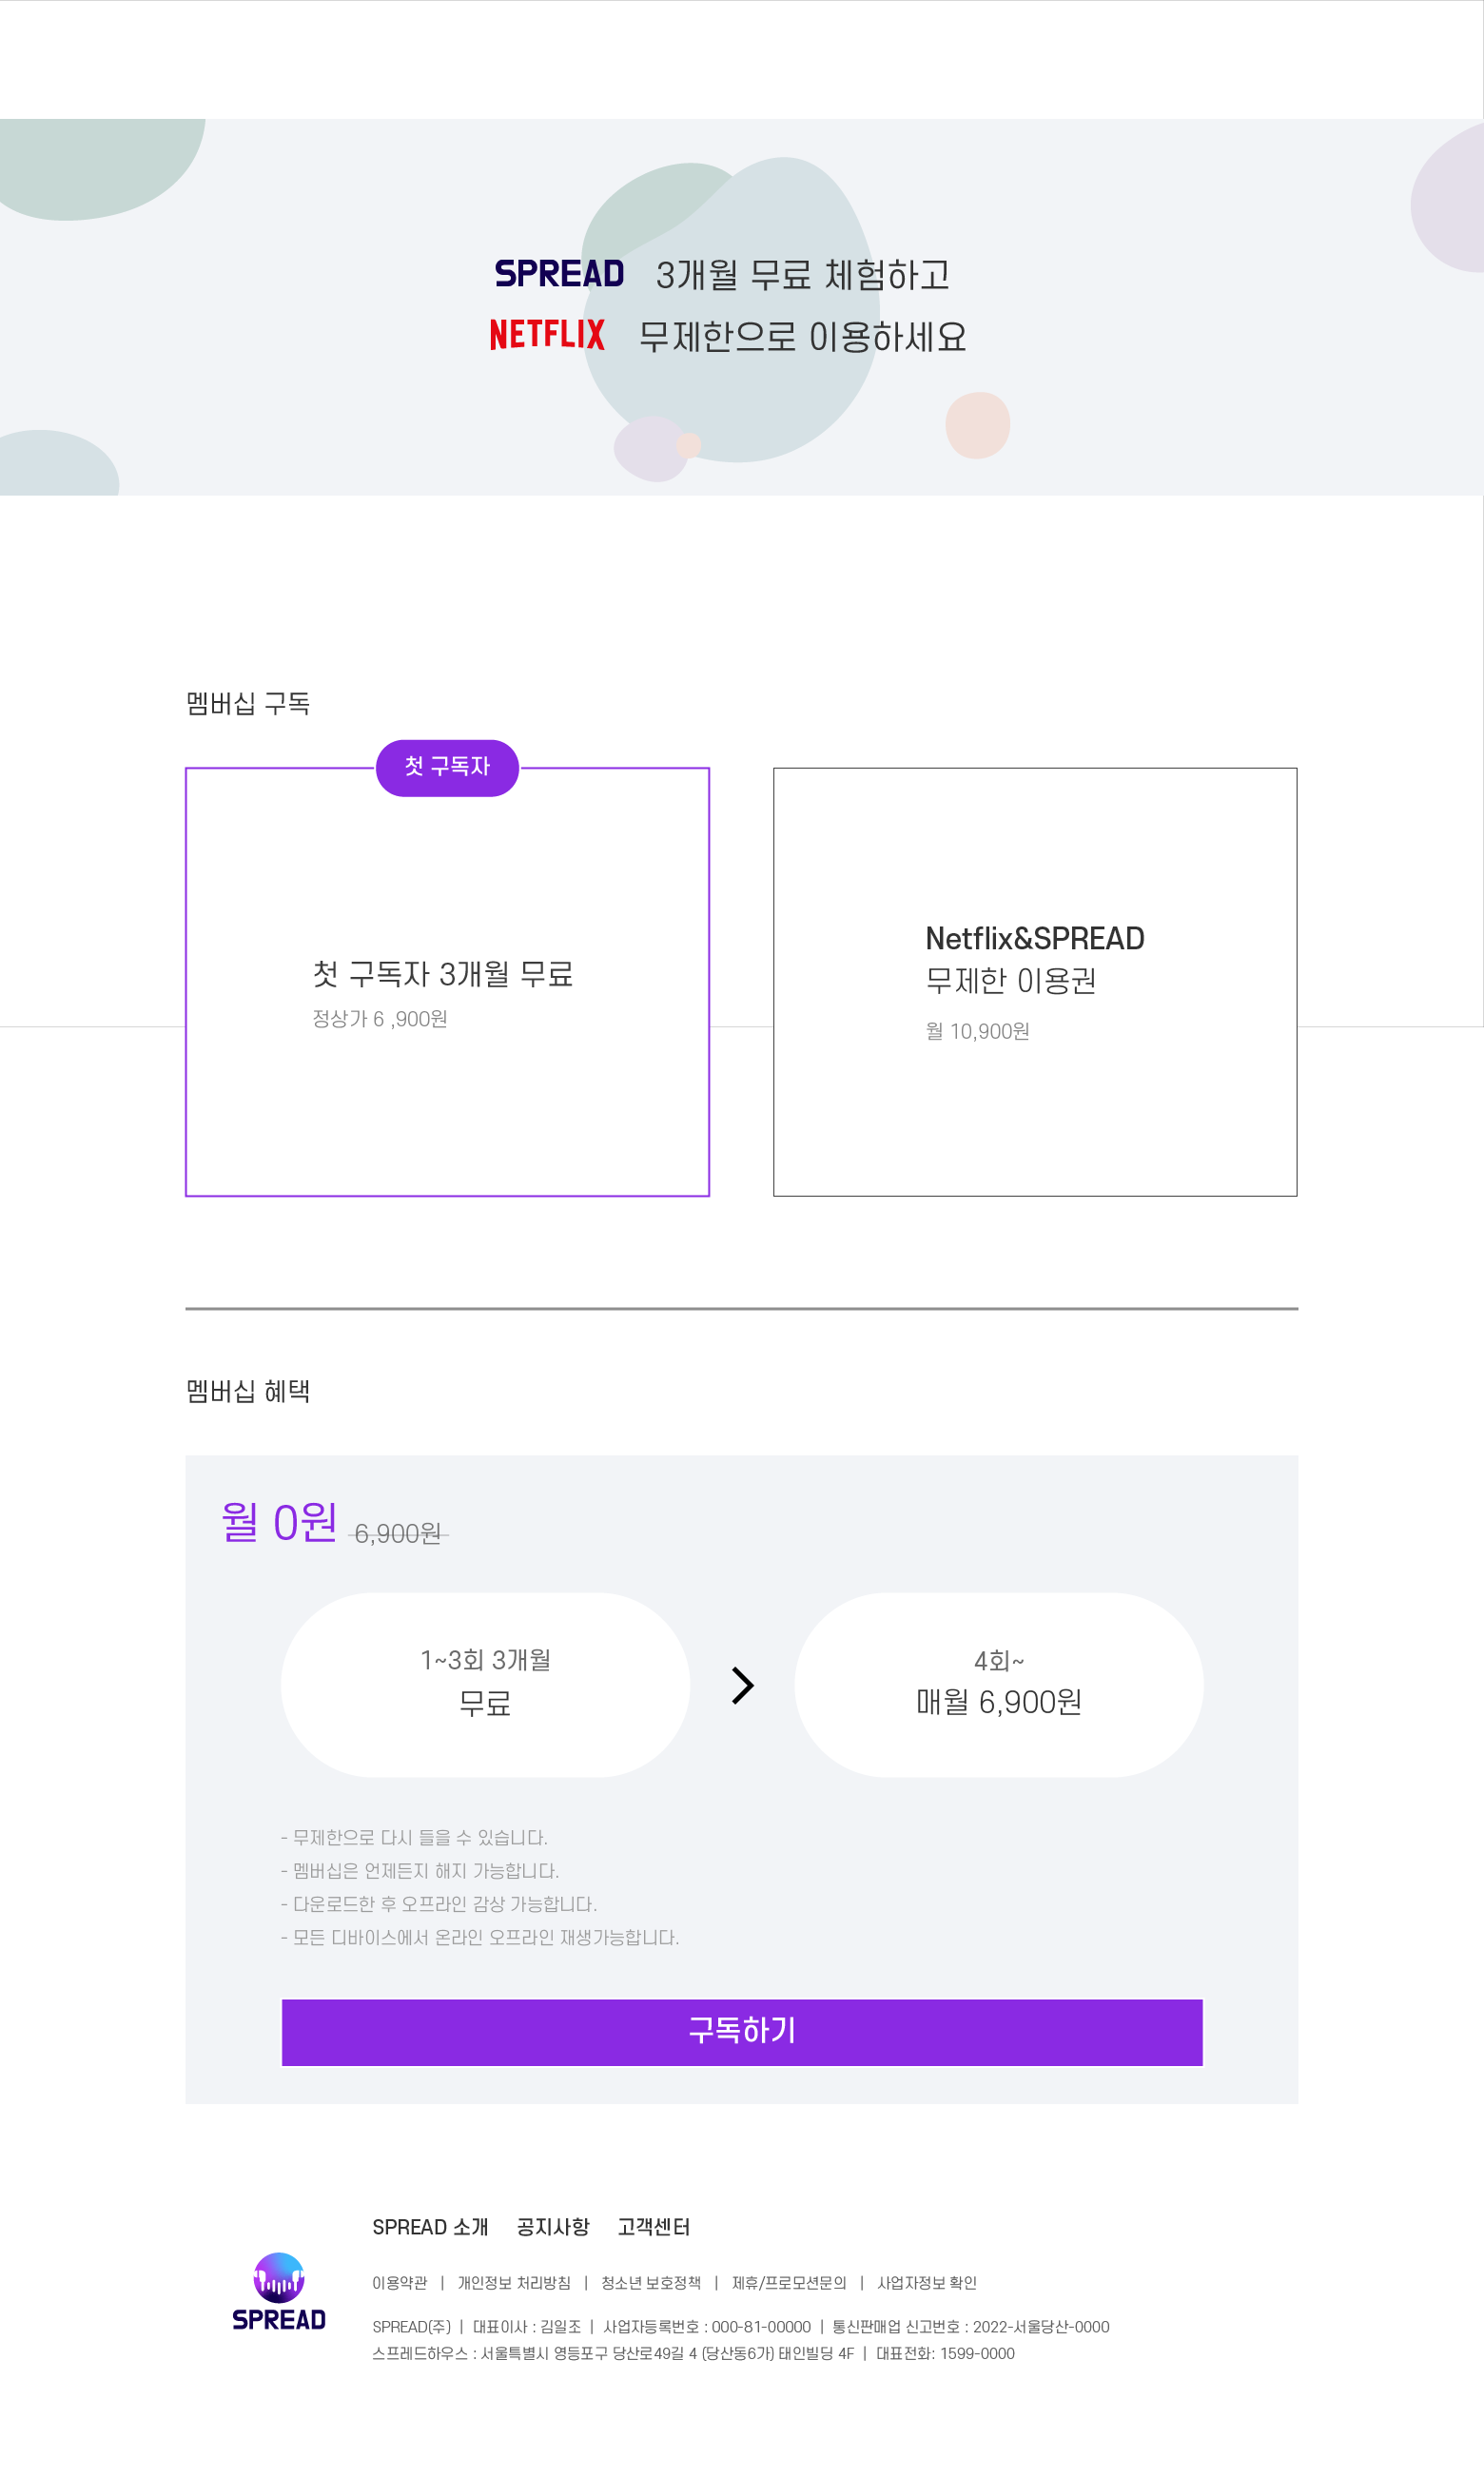 SPREAD 3개월 무료 체험하고
NETFLIX 무제한으로 이용하세요
멤버십 구독
첫 구독자
첫 구독자 3개월 무료
정상가 6 ,900원
Netflix&SPREAD
무제한 이용권
월 10,900원
멤버십 혜택
월 0원 6,900원
1~3회 3개월
무료
4회~
매월 6,900원
- 무제한으로 다시 들을 수 있습니다.
- 멤버십은 언제든지 해지 가능합니다.
- 다운로드한 후 오프라인 감상 가능합니다.
- 모든 디바이스에서 온라인 오프라인 재생가능합니다.
구독하기
SPREAD
SPREAD 소개 공지사항 고객센터
이용약관 | 개인정보 처리방침 | 청소년 보호정책 | 제휴/프로모션문의 | 사업자정보 확인
SPREAD(주) | 대표이사 : 김일조 | 사업자등록번호 : 000-81-00000 | 통신판매업 신고번호 : 2022-서울당산-0000
스프레드하우스 : 서울특별시 영등포구 당산로49길 4 (당산동6가) 태인빌딩 4F | 대표전화: 1599-0000